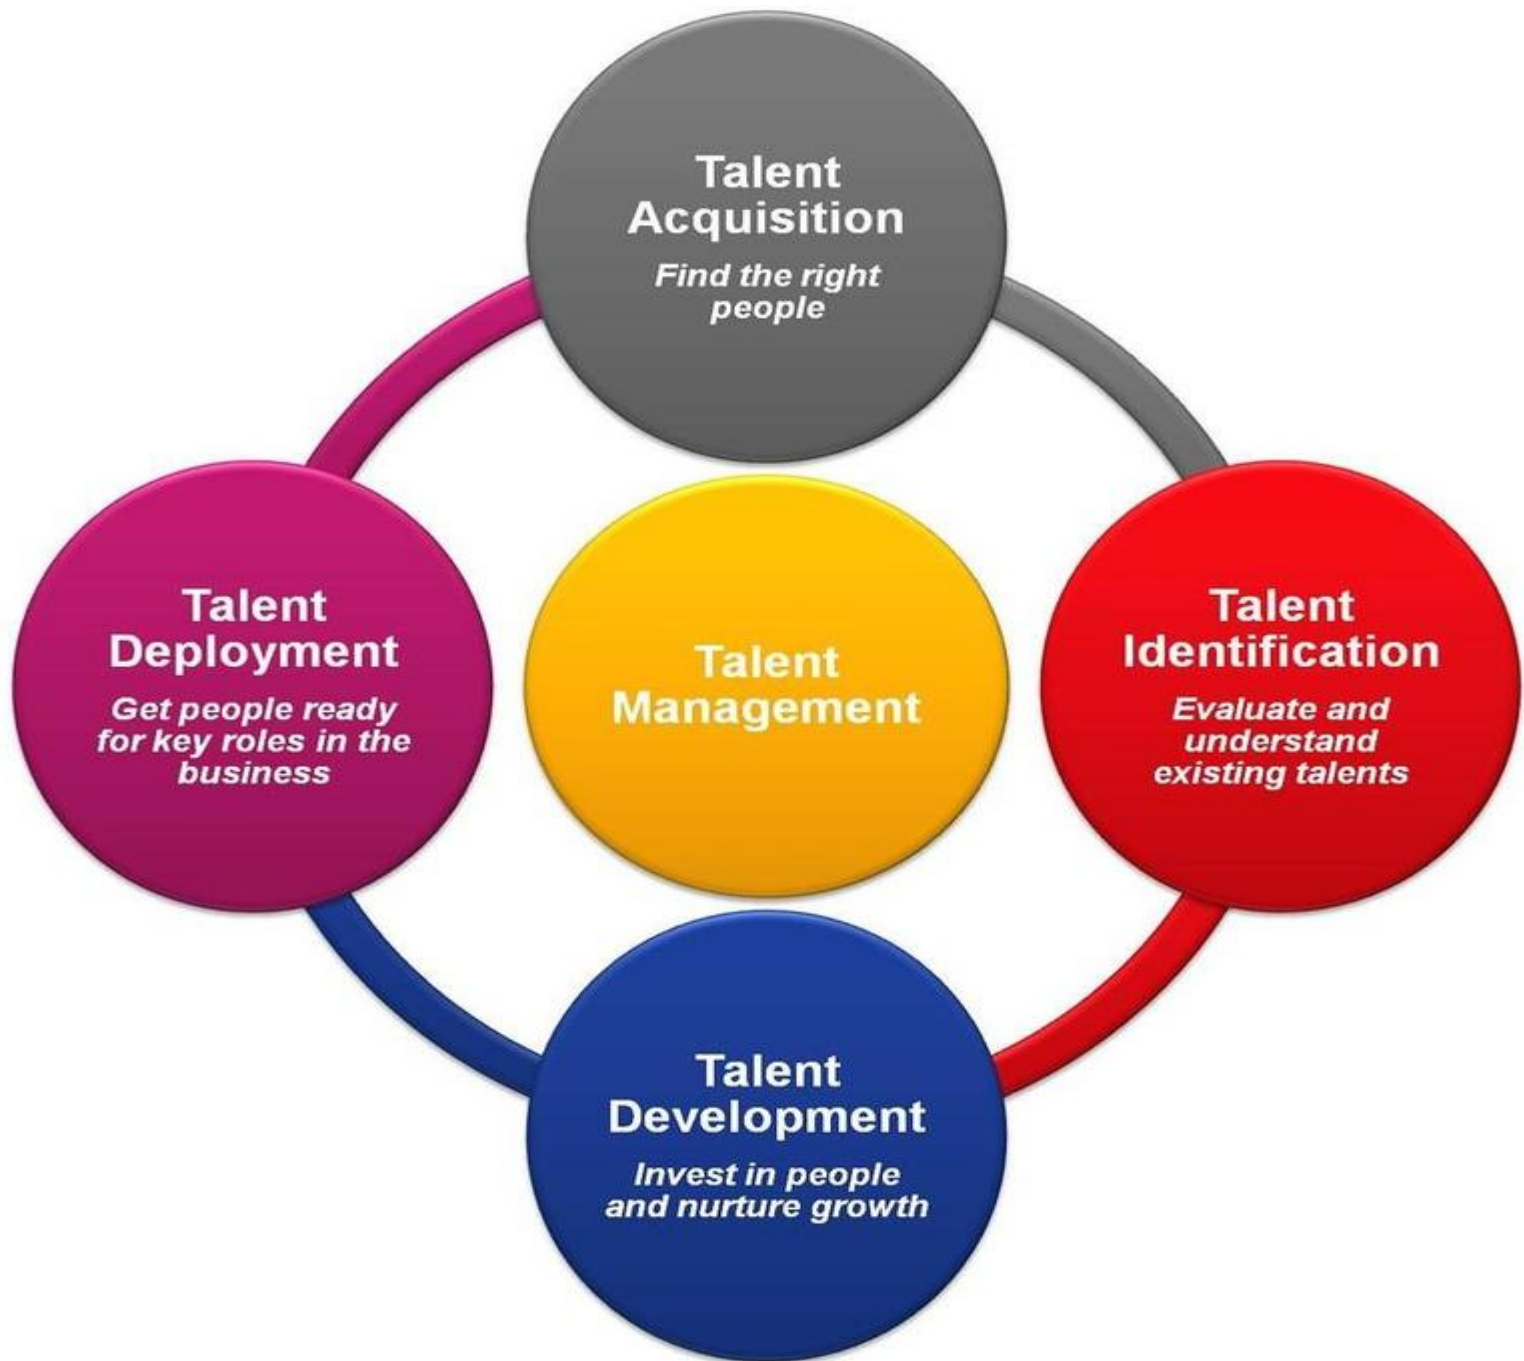 Talent
Acquisition
Find the right
people
Talent
Deployment
Get people ready
for key roles in the
business
Talent
Management
Talent
Identification
Evaluate and
understand
existing talents
Talent
Development
Invest in people
and nurture growth